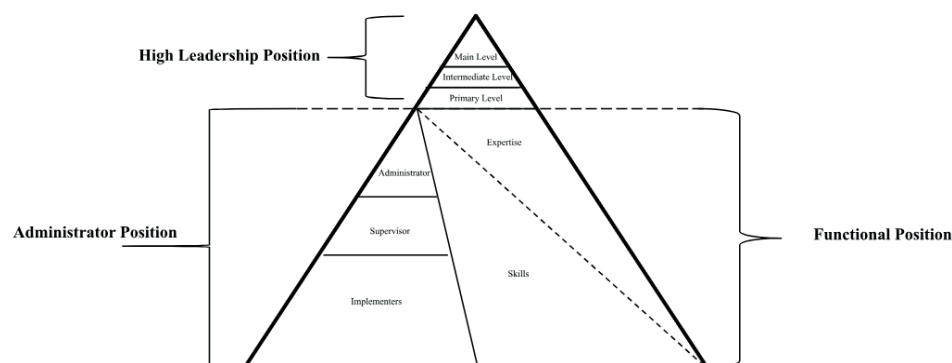 High Leadership Position
Main Level
Intermediate Level
Primary Level
Expertise
Administrator
Administrator Position
Supervisor
Functional Position
Skills
Implementers